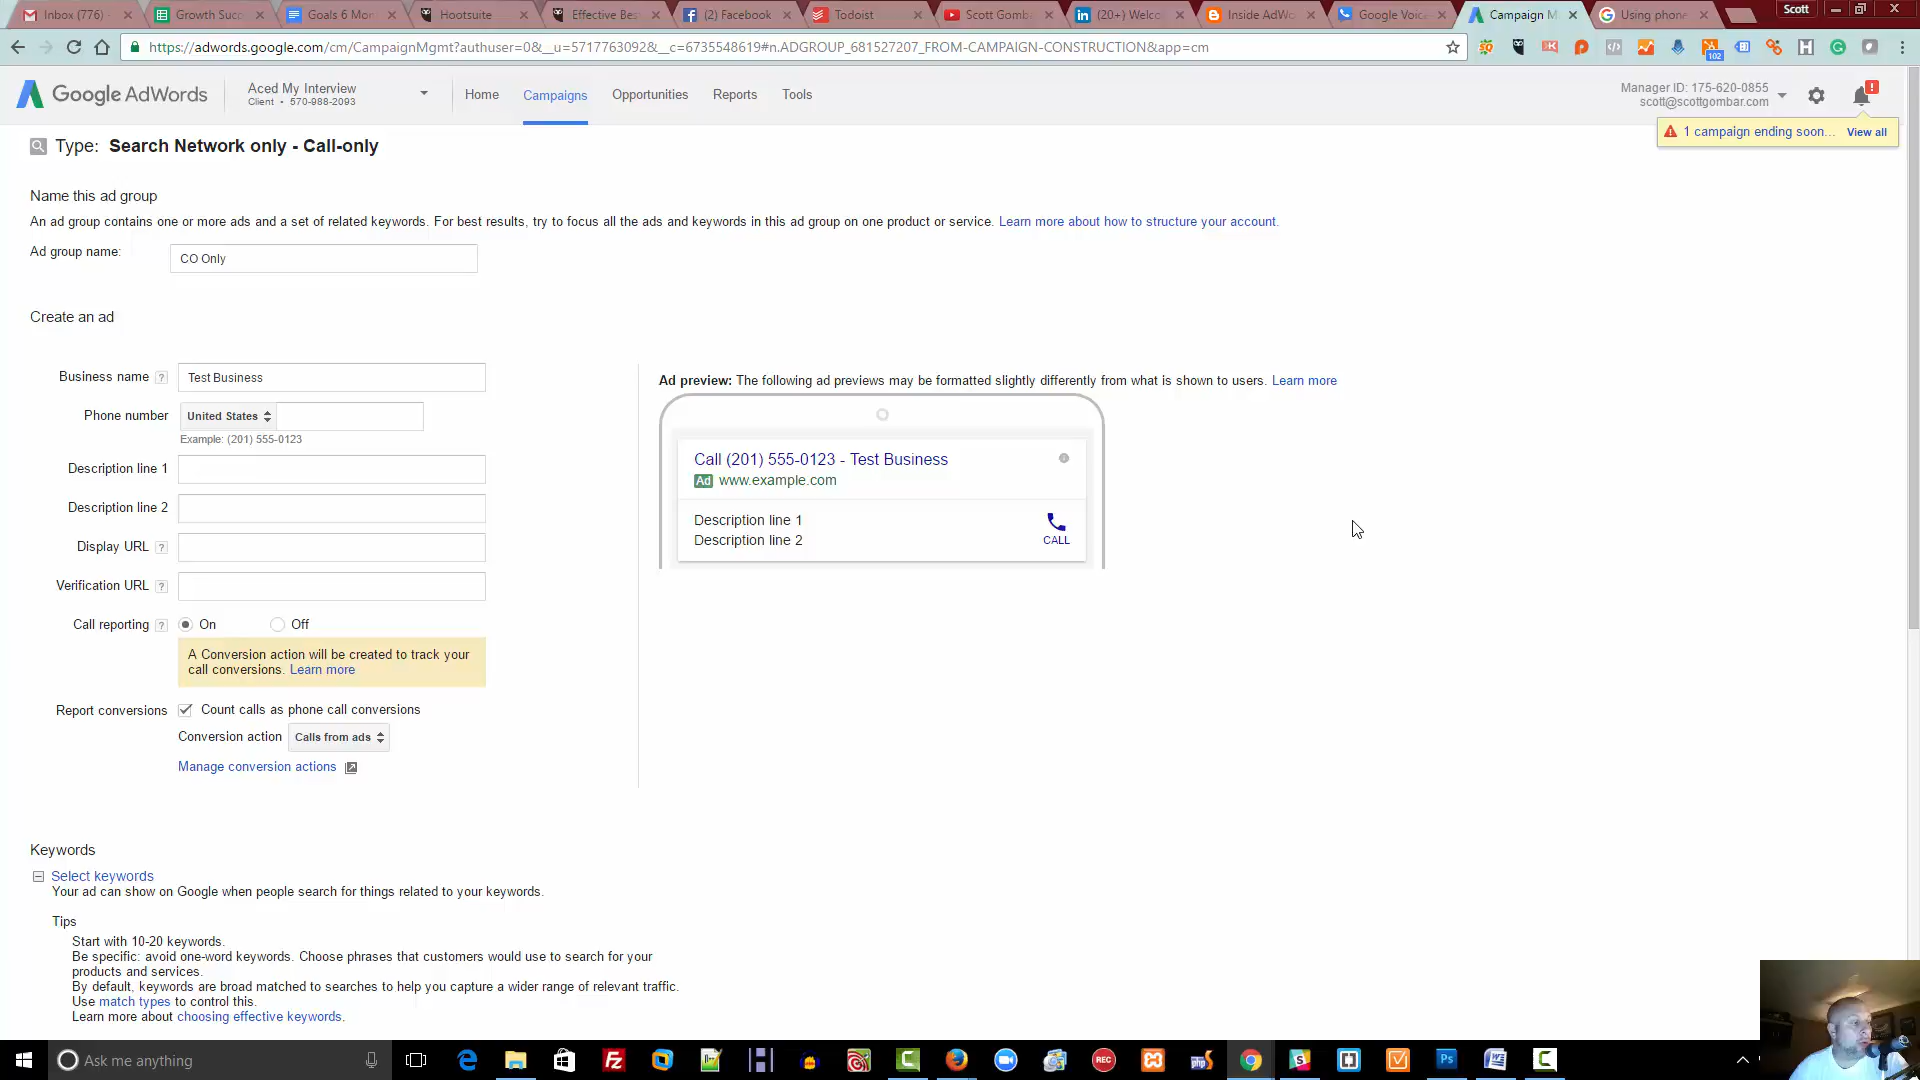 Inbox (776) -
Growth Succ
Goals 6 Mon
Hootsuite
Effective Bes
(2) Facebook
Todoist
Scott Gomba
(20+) Welco
Inside AdWo
Google Voice
Campaign M
Using phone
Scott
https://adwords.google.com/cm/CampaignMgmt?authuser=0&__u=5717763092&__c=6735548619#n.ADGROUP_681527207_FROM-CAMPAIGN-CONSTRUCTION&app=cm
102
Google AdWords
Aced My Interview
Client • 570-988-2093
Home
Campaigns
Opportunities
Reports
Tools
Manager ID: 175-620-0855
scott@scottgombar.com
!
1 campaign ending soon... View all
Type: Search Network only - Call-only
Name this ad group
An ad group contains one or more ads and a set of related keywords. For best results, try to focus all the ads and keywords in this ad group on one product or service. Learn more about how to structure your account.
Ad group name: CO Only
Create an ad
Business name ? Test Business
Phone number United States
Example: (201) 555-0123
Description line 1
Description line 2
Display URL ?
Verification URL ?
Call reporting ? On Off
A Conversion action will be created to track your
call conversions. Learn more
Report conversions Count calls as phone call conversions
Conversion action Calls from ads
Manage conversion actions
Ad preview: The following ad previews may be formatted slightly differently from what is shown to users. Learn more
Call (201) 555-0123 - Test Business
Ad www.example.com
Description line 1
Description line 2
CALL
Keywords
Select keywords
Your ad can show on Google when people search for things related to your keywords.
Tips
Start with 10-20 keywords.
Be specific: avoid one-word keywords. Choose phrases that customers would use to search for your
products and services.
By default, keywords are broad matched to searches to help you capture a wider range of relevant traffic.
Use match types to control this.
Learn more about choosing effective keywords.
Ask me anything